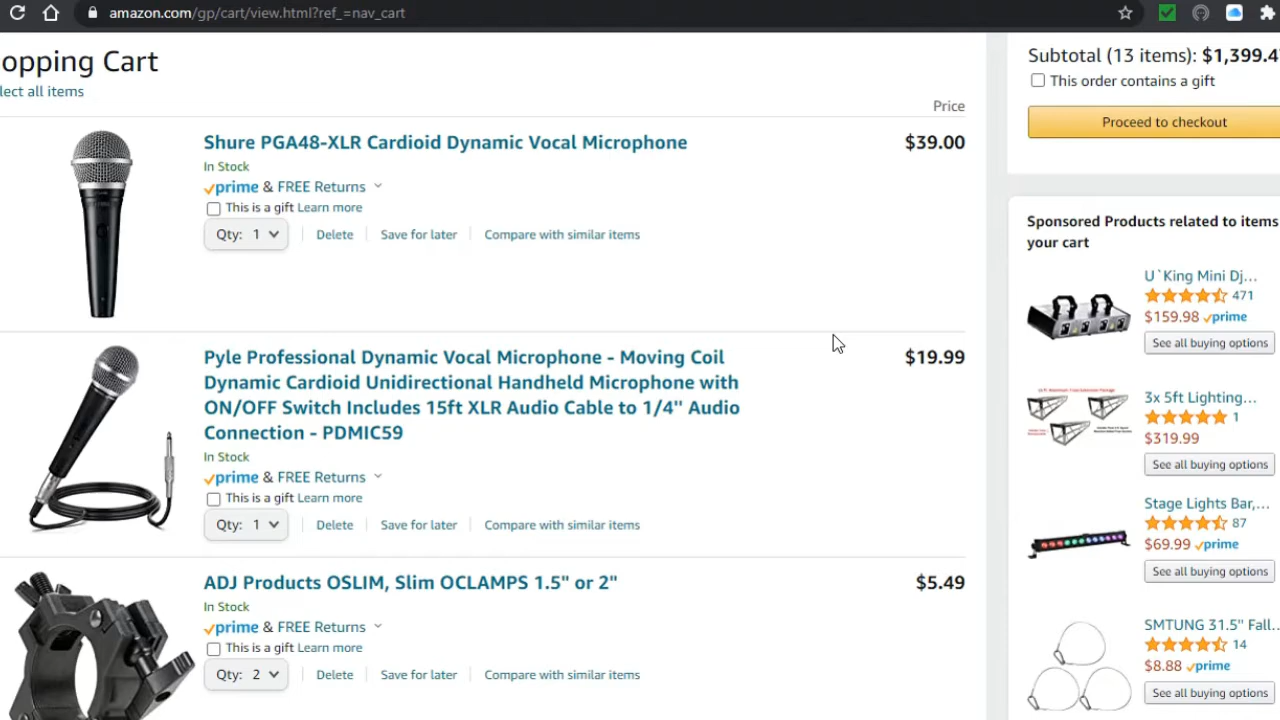 amazon.com/gp/cart/view.html?ref_=nav_cart
opping Cart
lect all items
Price
Shure PGA48-XLR Cardioid Dynamic Vocal Microphone
$39.00
In Stock
prime & FREE Returns
This is a gift Learn more
Qty: 1
Delete
Save for later
Compare with similar items
Pyle Professional Dynamic Vocal Microphone - Moving Coil
$19.99
Dynamic Cardioid Unidirectional Handheld Microphone with
ON/OFF Switch Includes 15ft XLR Audio Cable to 1/4" Audio
Connection - PDMIC59
In Stock
prime & FREE Returns
This is a gift Learn more
Qty: 1
Delete
Save for later
Compare with similar items
ADJ Products OSLIM, Slim OCLAMPS 1.5" or 2"
$5.49
In Stock
prime & FREE Returns
This is a gift Learn more
Qty: 2
Delete
Save for later
Compare with similar items
Subtotal (13 items): $1,399.4
This order contains a gift
Proceed to checkout
Sponsored Products related to items
your cart
U`King Mini Dj...
471
$159.98 prime
See all buying options
3x 5ft Lighting...
1
$319.99
See all buying options
Stage Lights Bar,...
87
$69.99 prime
See all buying options
SMTUNG 31.5" Fall...
14
$8.88 prime
See all buying options